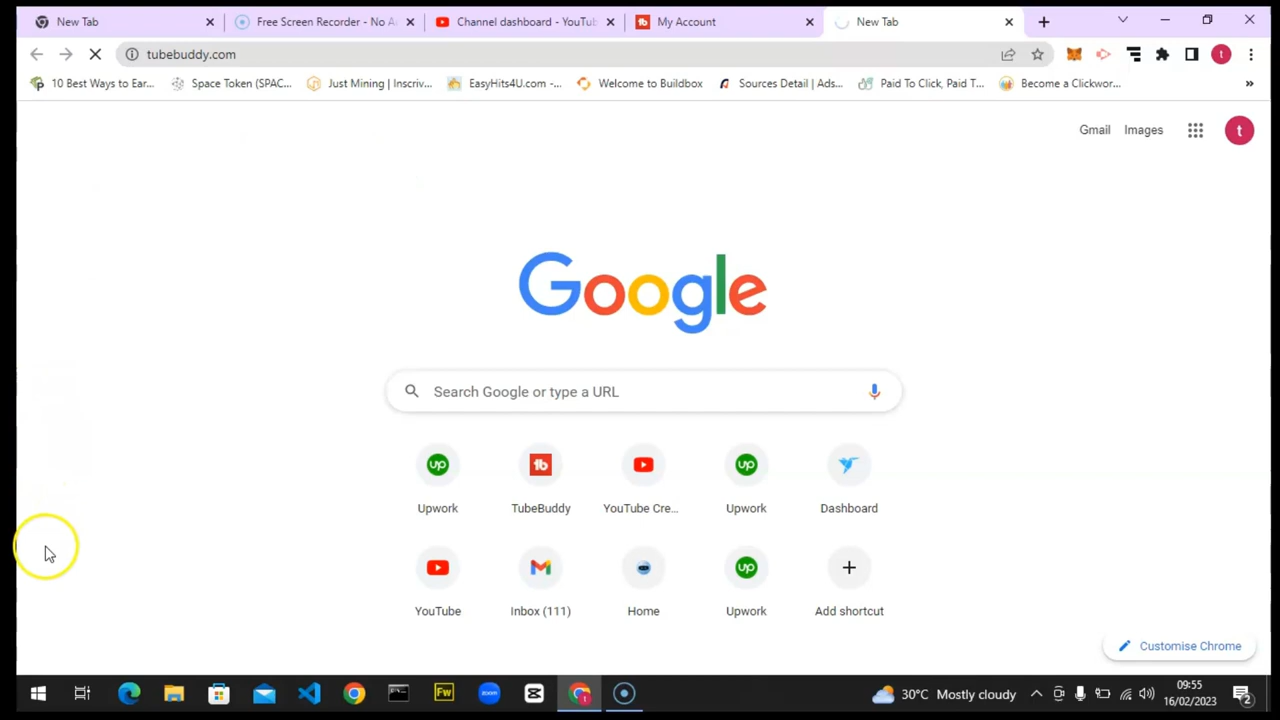 New Tab
Free Screen Recorder - No A
Channel dashboard - YouTub
My Account
New Tab
tubebuddy.com
10 Best Ways to Ear...
Space Token (SPAC...
Just Mining | Inscriv...
EasyHits4U.com -...
Welcome to Buildbox
Sources Detail | Ads...
Paid To Click, Paid T...
Become a Clickwor...
»
Gmail
Images
t
Google
Search Google or type a URL
Upwork
TubeBuddy
YouTube Cre...
Upwork
Dashboard
YouTube
Inbox (111)
Home
Upwork
Add shortcut
Customise Chrome
30°C Mostly cloudy
09:55
16/02/2023
2